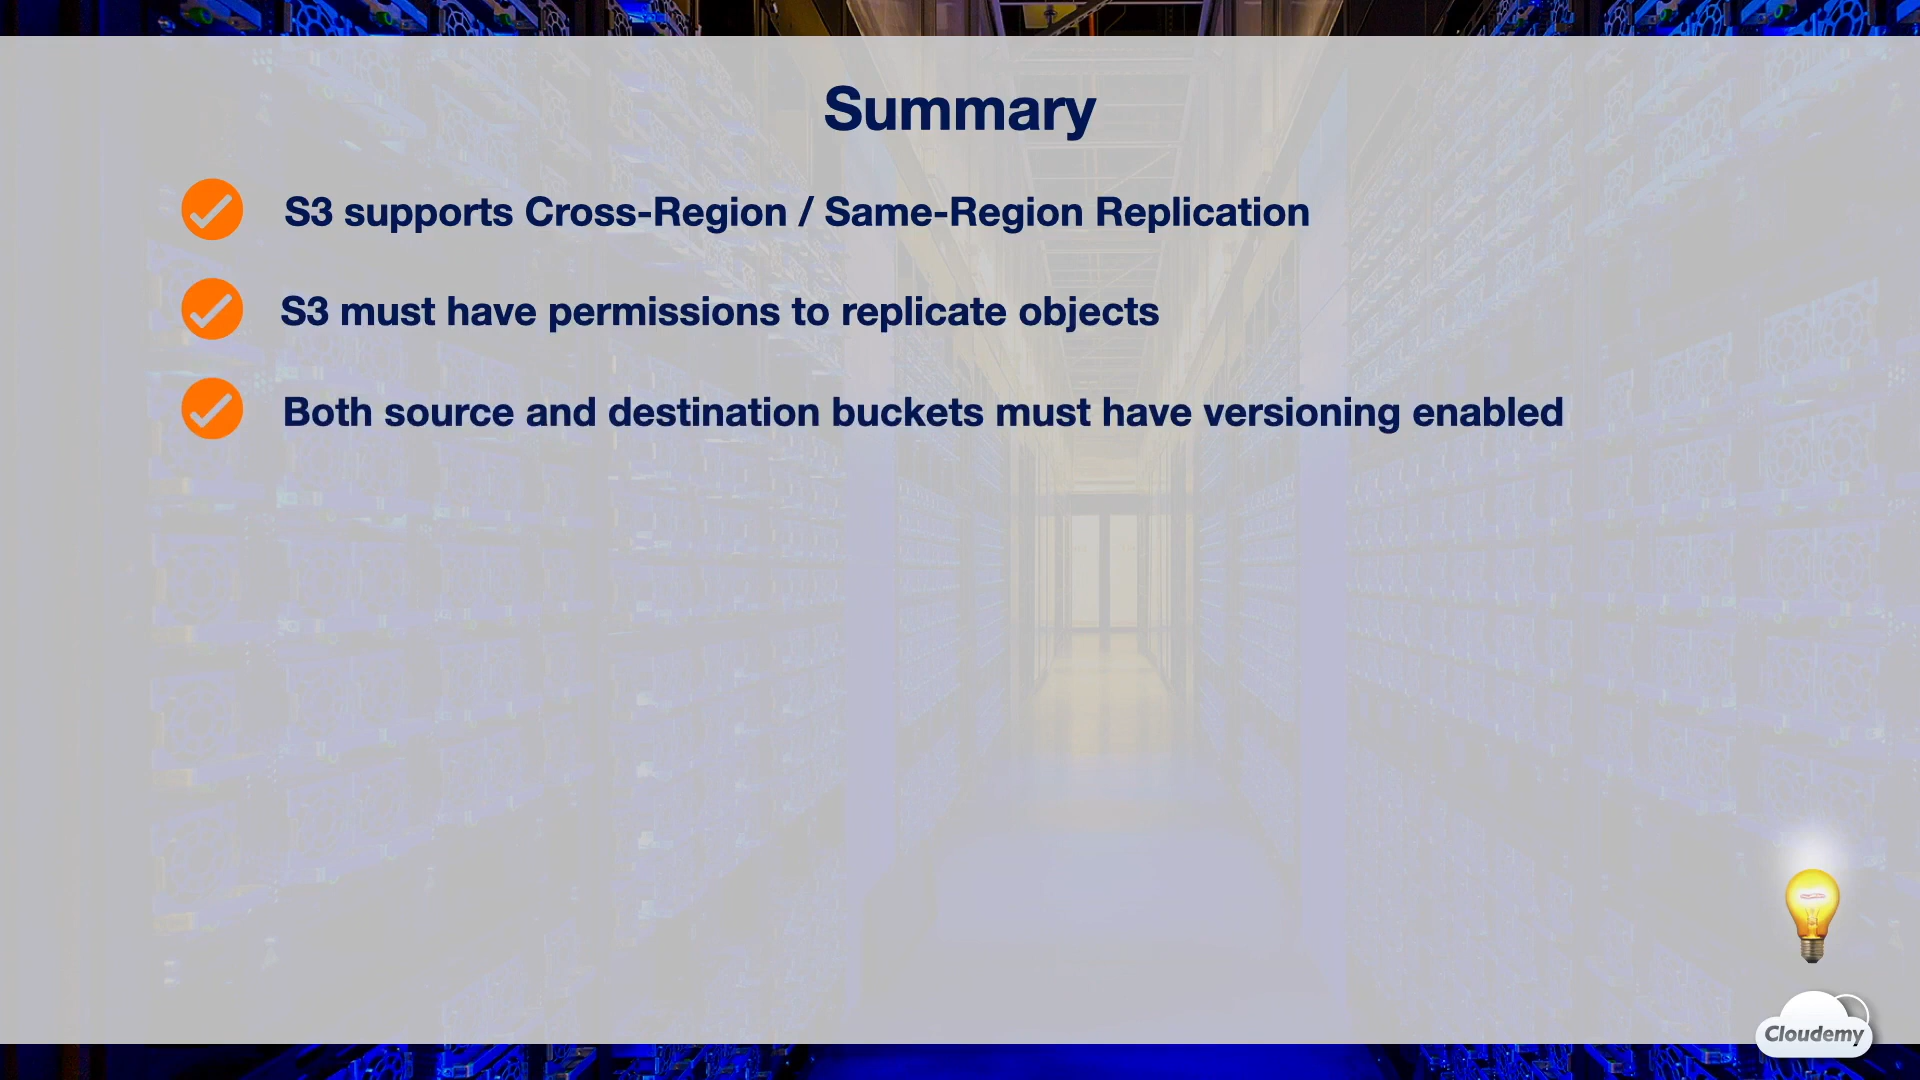 Summary
S3 supports Cross-Region / Same-Region Replication
S3 must have permissions to replicate objects
Both source and destination buckets must have versioning enabled
Cloudemy